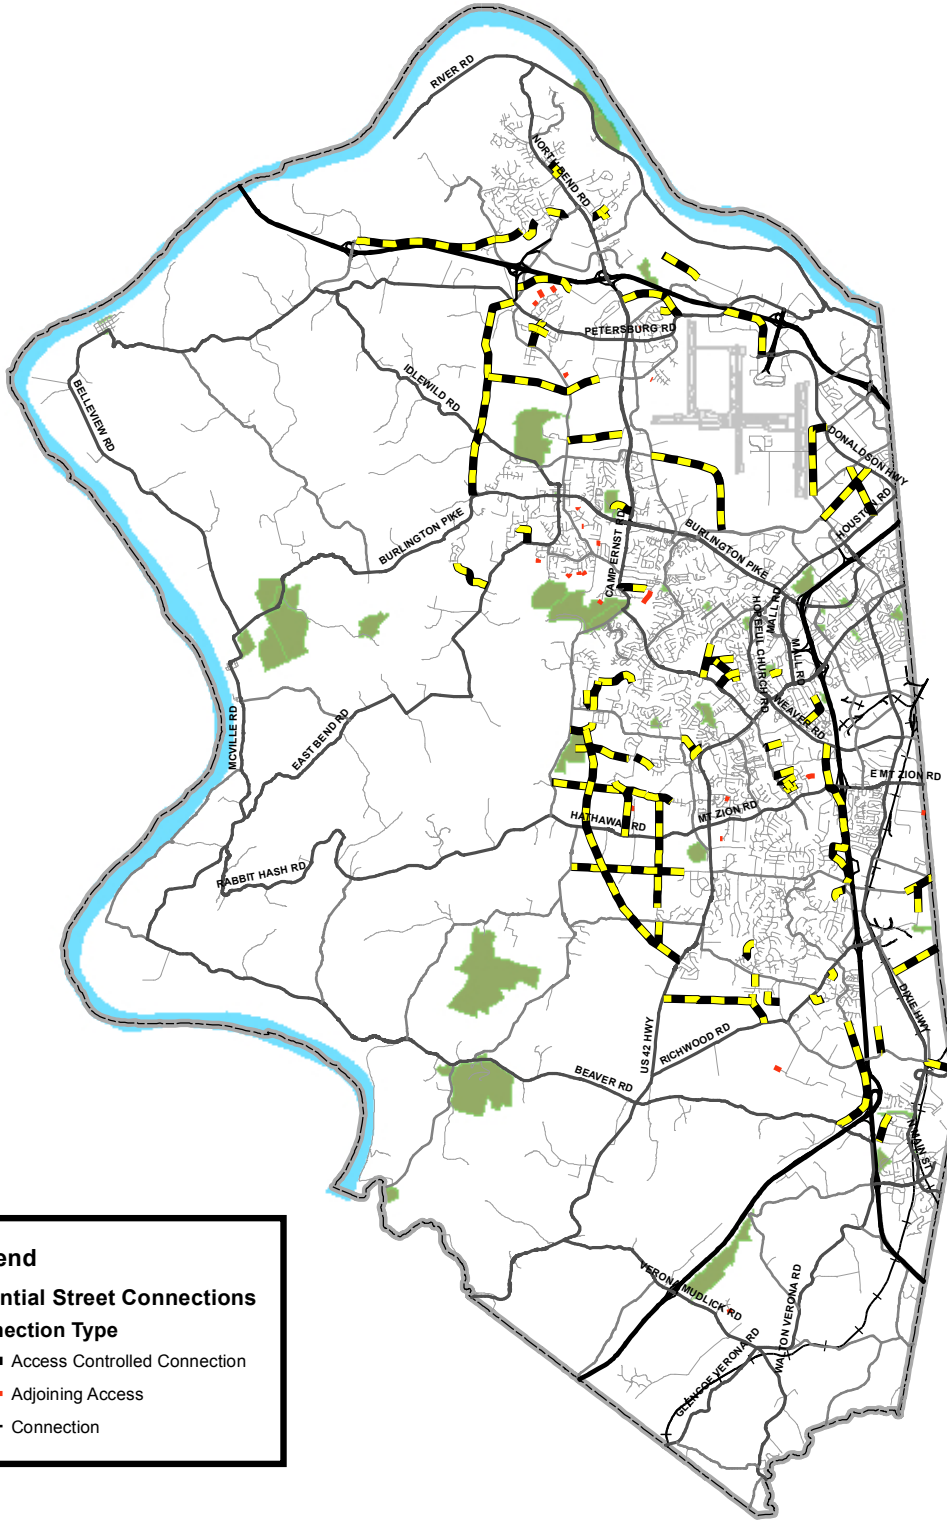 RIVER RD
NORTH BEND RD
PETERSBURG RD
IDLEWILD RD
BELLEVIEW RD
DONALDSON HWY
HOUSTON RD
BURLINGTON PIKE
BURLINGTON PIKE
CAMP ERNST RD
MALL RD
HOPEFUL CHURCH RD
MALL RD
WEAVER RD
MCVILLE RD
EAST BEND RD
E MT ZION RD
MT ZION RD
HATHAWAY RD
RABBIT HASH RD
DIXIE HWY
US 42 HWY
RICHWOOD RD
BEAVER RD
N MAIN ST
VERONA MUDLICK RD
WALTON VERONA RD
GLENCOE VERONA RD
end
ntial Street Connections
nection Type
Access Controlled Connection
Adjoining Access
Connection